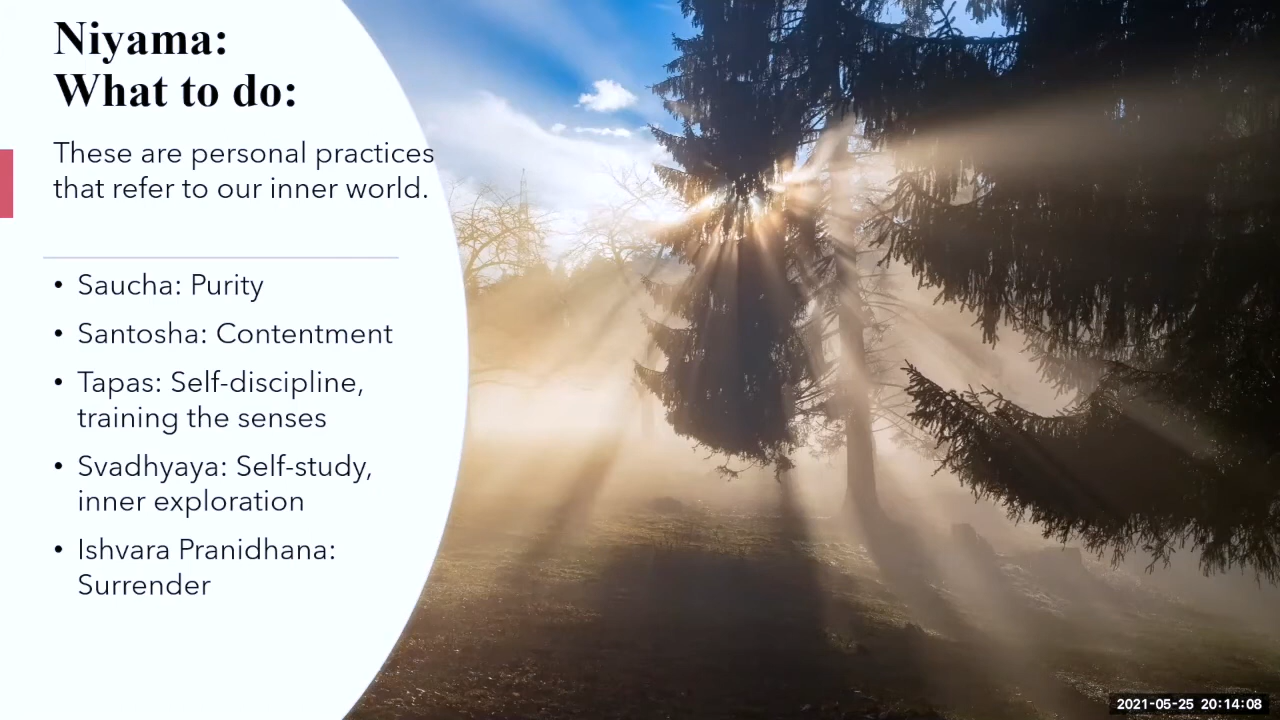 Niyama:
What to do:
These are personal practices
that refer to our inner world.
• Saucha: Purity
• Santosha: Contentment
• Tapas: Self-discipline,
training the senses
• Svadhyaya: Self-study,
inner exploration
• Ishvara Pranidhana:
Surrender
2021-05-25 20:14:08